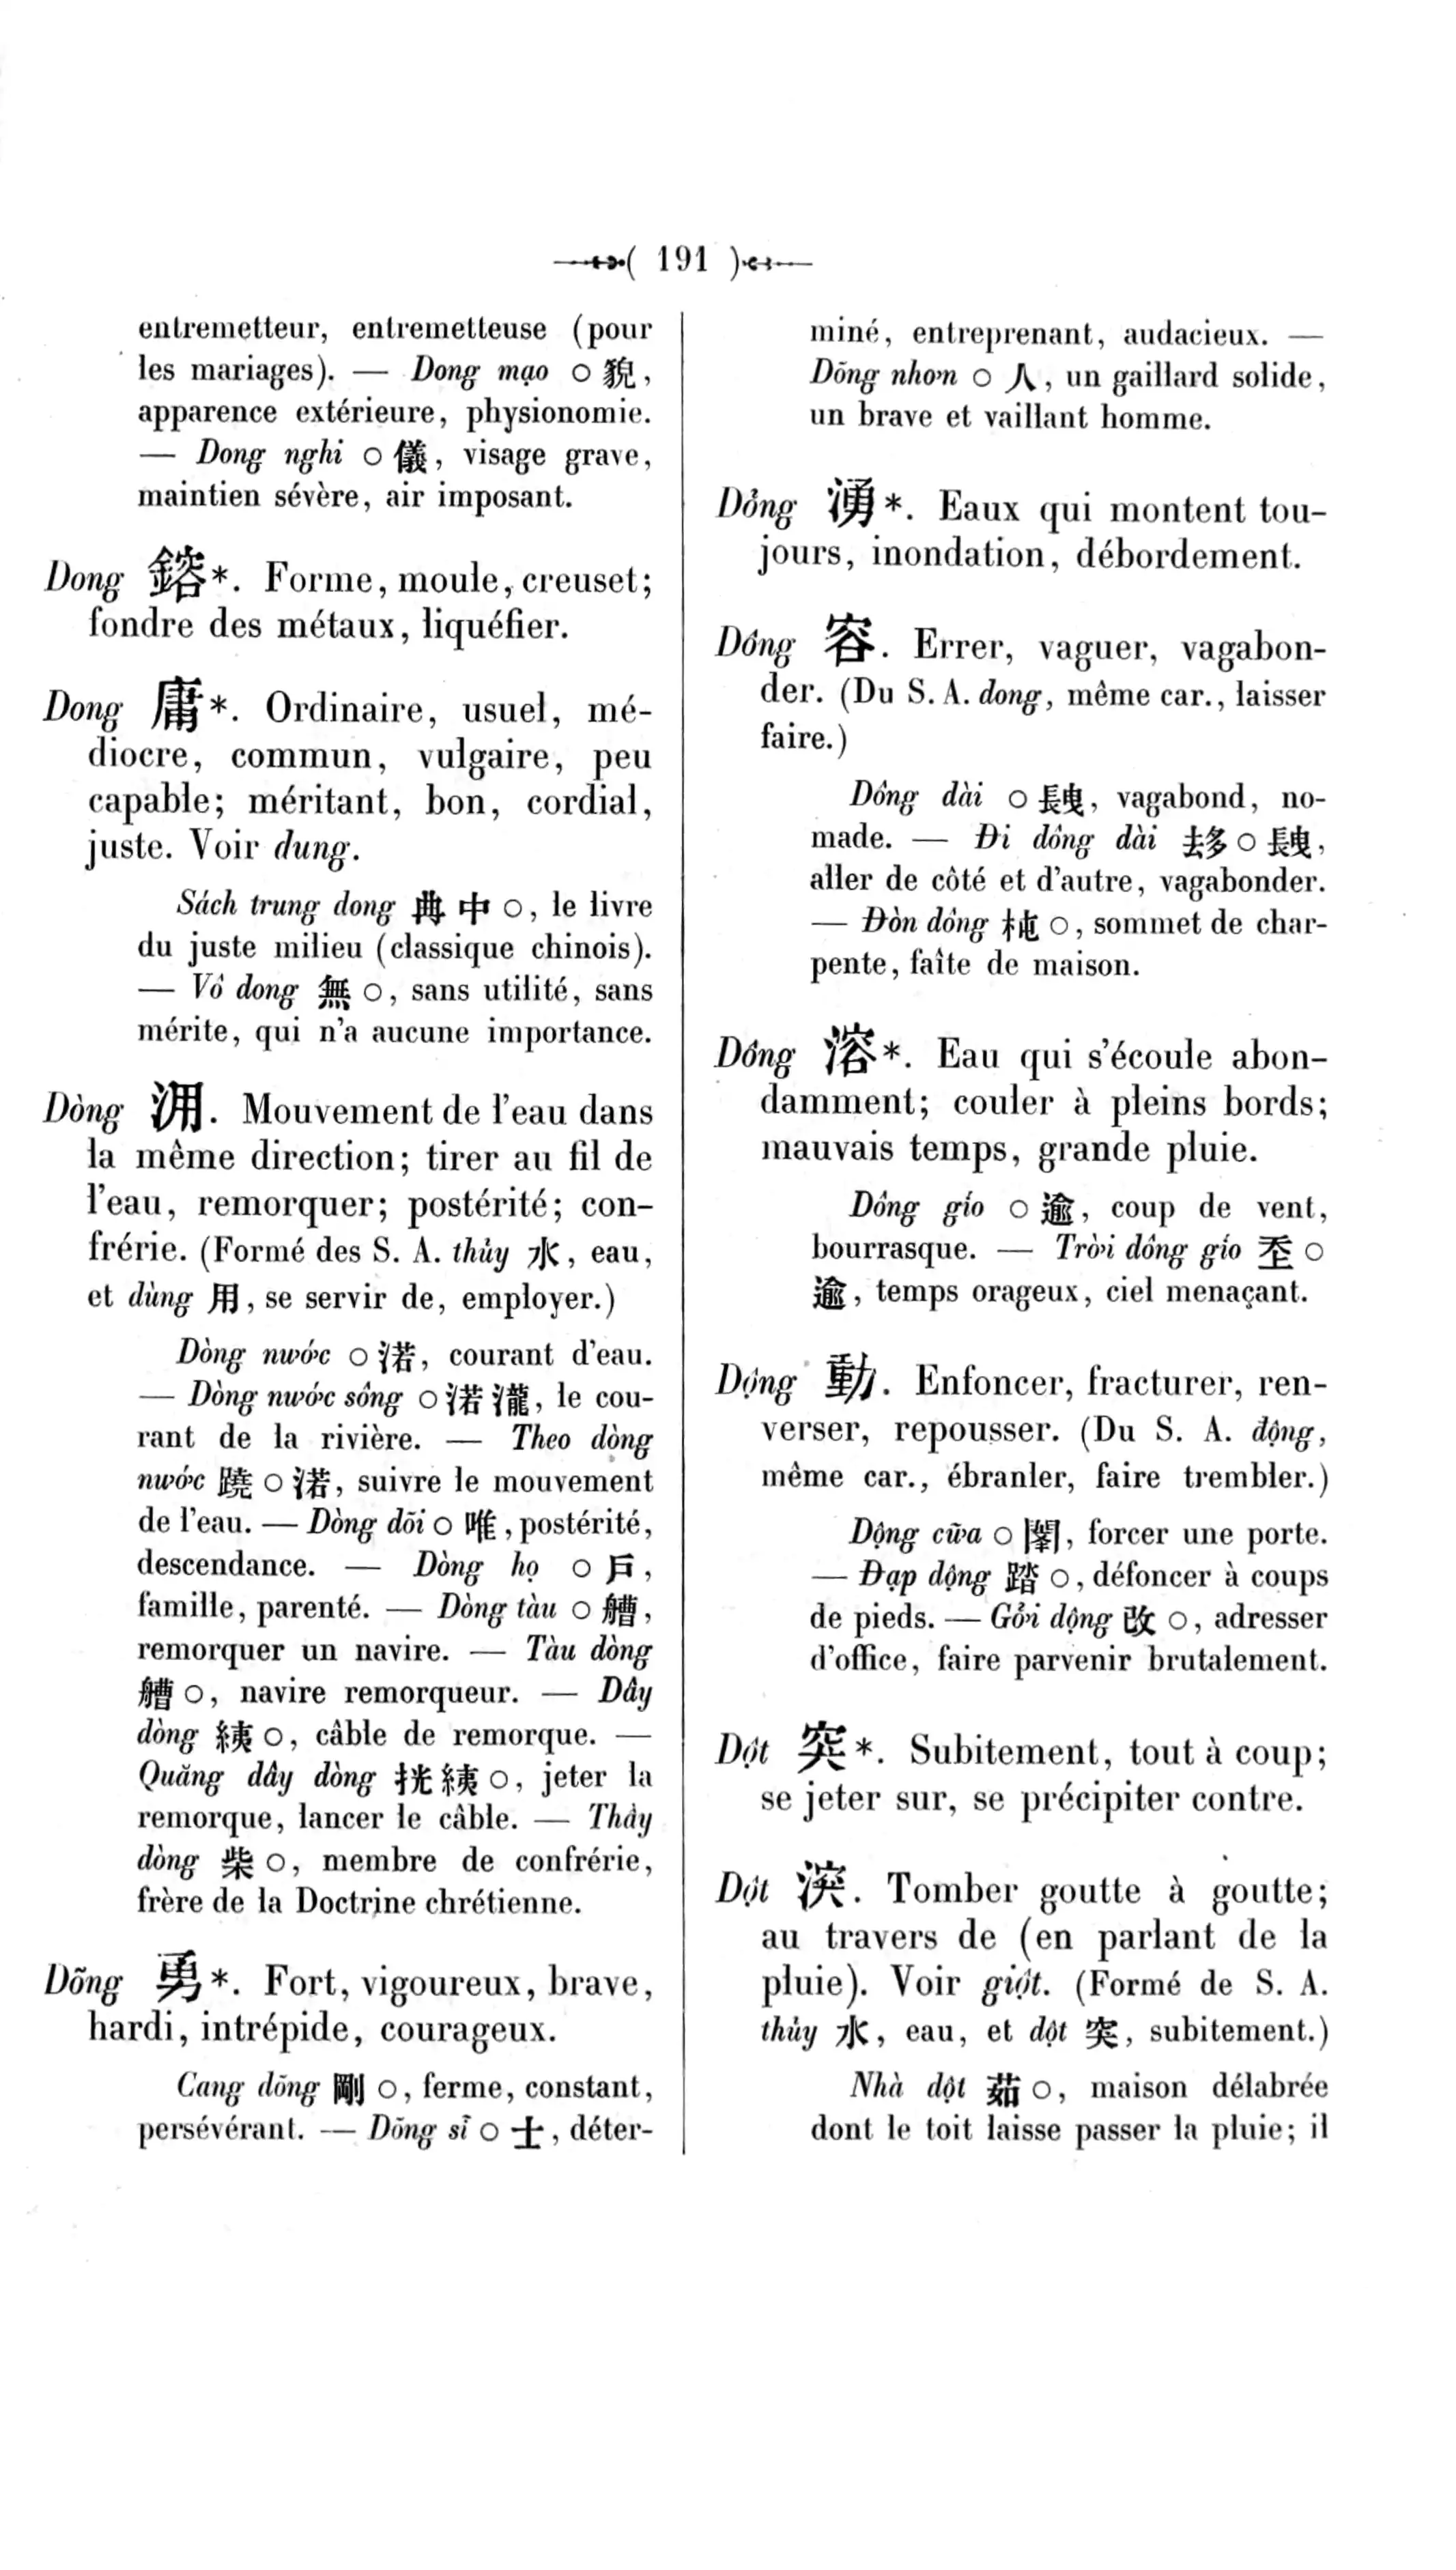 ( 191 )
entremetteur, entremetteuse (pour
les mariages). — Dong mạo ○ 貌,
apparence extérieure, physionomie.
— Dong nghi ○ 儀, visage grave,
maintien sévère, air imposant.
Dong 鎔*. Forme, moule, creuset;
fondre des métaux, liquéfier.
Dong 庸*. Ordinaire, usuel, mé-
diocre, commun, vulgaire, peu
capable; méritant, bon, cordial,
juste. Voir dung.
Sách trung dong 典 中 ○, le livre
du juste milieu (classique chinois).
— Vô dong 無 ○, sans utilité, sans
mérite, qui n'a aucune importance.
Dòng 㳥. Mouvement de l'eau dans
la même direction; tirer au fil de
l'eau, remorquer; postérité; con-
frérie. (Formé des S. A. thủy 水, eau,
et dùng 用, se servir de, employer.)
Dòng nước ○ 渃, courant d'eau.
— Dòng nước sông ○ 渃 瀧, le cou-
rant de la rivière. — Theo dòng
nước 蹺 ○ 渃, suivre le mouvement
de l'eau. — Dòng dõi ○ 唯, postérité,
descendance. — Dòng họ ○ 戶,
famille, parenté. — Dòng tàu ○ 艚,
remorquer un navire. — Tàu dòng
艚 ○, navire remorqueur. — Dây
dòng 絏 ○, câble de remorque. —
Quăng dây dòng 挄 ○, jeter la
remorque, lancer le câble. — Thầy
dòng 柴 ○, membre de confrérie,
frère de la Doctrine chrétienne.
Dõng 勇*. Fort, vigoureux, brave,
hardi, intrépide, courageux.
Cang dõng 剛 ○, ferme, constant,
persévérant. — Dõng sĩ ○ 士, déter-
miné, entreprenant, audacieux. —
Dõng nhơn ○ 人, un gaillard solide,
un brave et vaillant homme.
Dỏng 湧*. Eaux qui montent tou-
jours, inondation, débordement.
Dông 容. Errer, vaguer, vagabon-
der. (Du S. A. dong, même car., laisser
faire.)
Dông dài ○ 𨱽, vagabond, no-
made. — Đi dông dài 𠫾 ○ 𨱽,
aller de côté et d'autre, vagabonder.
— Đòn dông 杶 ○, sommet de char-
pente, faîte de maison.
Dông 溶*. Eau qui s'écoule abon-
damment; couler à pleins bords;
mauvais temps, grande pluie.
Dông gío ○ 逾, coup de vent,
bourrasque. — Trời dông gío 𡗶 ○
逾, temps orageux, ciel menaçant.
Dộng 動. Enfoncer, fracturer, ren-
verser, repousser. (Du S. A. động,
même car., ébranler, faire trembler.)
Dộng cữa ○, forcer une porte.
— Đạp dộng 踏 ○, défoncer à coups
de pieds. — Gởi dộng 改 ○, adresser
d'office, faire parvenir brutalement.
Dột 突*. Subitement, tout à coup;
se jeter sur, se précipiter contre.
Dột 湥. Tomber goutte à goutte;
au travers de (en parlant de la
pluie). Voir giột. (Formé de S. A.
thủy 水, eau, et dột 突, subitement.)
Nhà dột 茹 ○, maison délabrée
dont le toit laisse passer la pluie; il